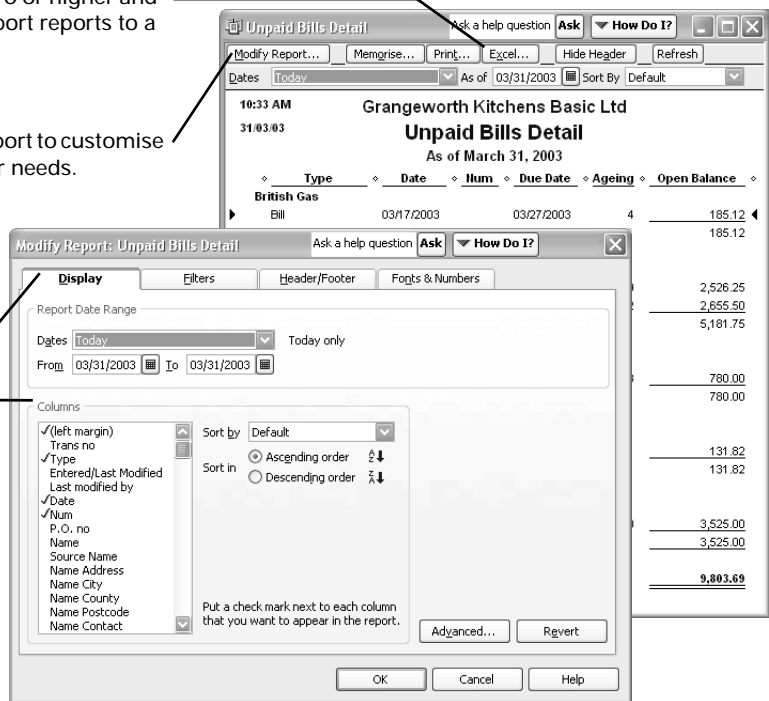 5 or higher and
port reports to a
port to customise
r needs.
Unpaid Bills Detail
Ask a help question Ask How Do I?
Modify Report... Memorise... Print... Excel... Hide Header Refresh
Dates Today As of 03/31/2003 Sort By Default
10:33 AM
Grangeworth Kitchens Basic Ltd
31/03/03
Unpaid Bills Detail
As of March 31, 2003
Type Date Num Due Date Ageing Open Balance
British Gas
Bill 03/17/2003 03/27/2003 4 185.12
185.12
2,526.25
2,655.50
5,181.75
780.00
780.00
131.82
131.82
3,525.00
3,525.00
9,803.69
Modify Report: Unpaid Bills Detail
Ask a help question Ask How Do I?
Display Filters Header/Footer Fonts & Numbers
Report Date Range
Dates Today Today only
From 03/31/2003 To 03/31/2003
Columns
(left margin)
Trans no
Type
Entered/Last Modified
Last modified by
Date
Num
P.O. no
Name
Source Name
Name Address
Name City
Name County
Name Postcode
Name Contact
Sort by Default
Sort in
Ascending order
Descending order
Put a check mark next to each column
that you want to appear in the report.
Advanced... Revert
OK Cancel Help